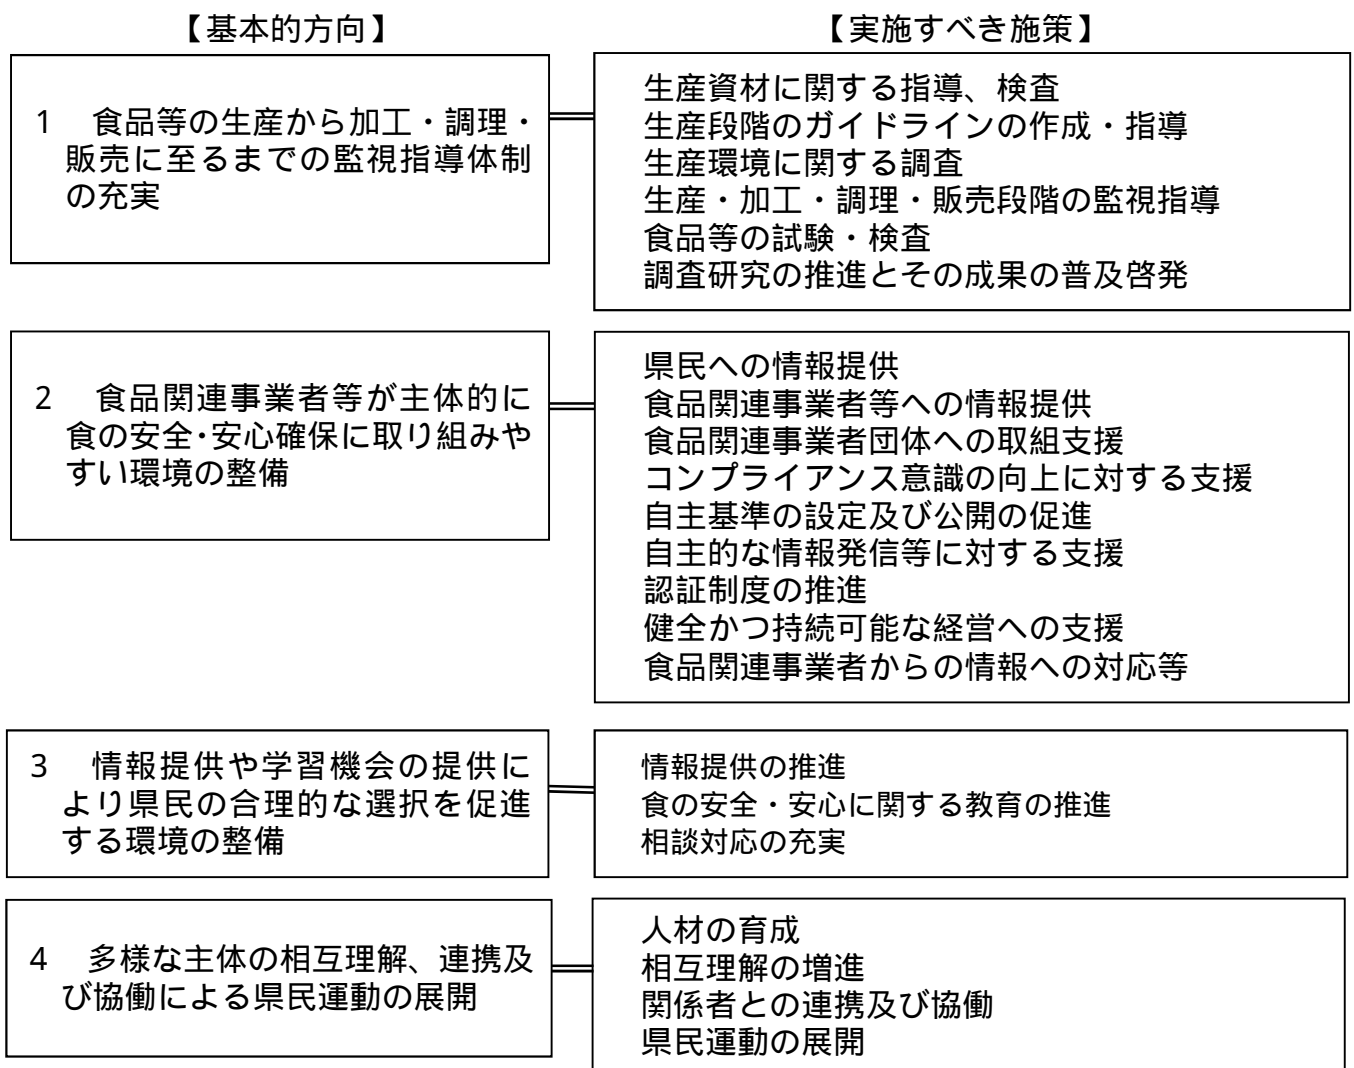 【基本的方向】
【実施すべき施策】
1 食品等の生産から加工・調理・
販売に至るまでの監視指導体制
の充実
生産資材に関する指導、検査
生産段階のガイドラインの作成・指導
生産環境に関する調査
生産・加工・調理・販売段階の監視指導
食品等の試験・検査
調査研究の推進とその成果の普及啓発
2 食品関連事業者等が主体的に
食の安全・安心確保に取り組みや
すい環境の整備
県民への情報提供
食品関連事業者等への情報提供
食品関連事業者団体への取組支援
コンプライアンス意識の向上に対する支援
自主基準の設定及び公開の促進
自主的な情報発信等に対する支援
認証制度の推進
健全かつ持続可能な経営への支援
食品関連事業者からの情報への対応等
3 情報提供や学習機会の提供に
より県民の合理的な選択を促進
する環境の整備
情報提供の推進
食の安全・安心に関する教育の推進
相談対応の充実
4 多様な主体の相互理解、連携及
び協働による県民運動の展開
人材の育成
相互理解の増進
関係者との連携及び協働
県民運動の展開